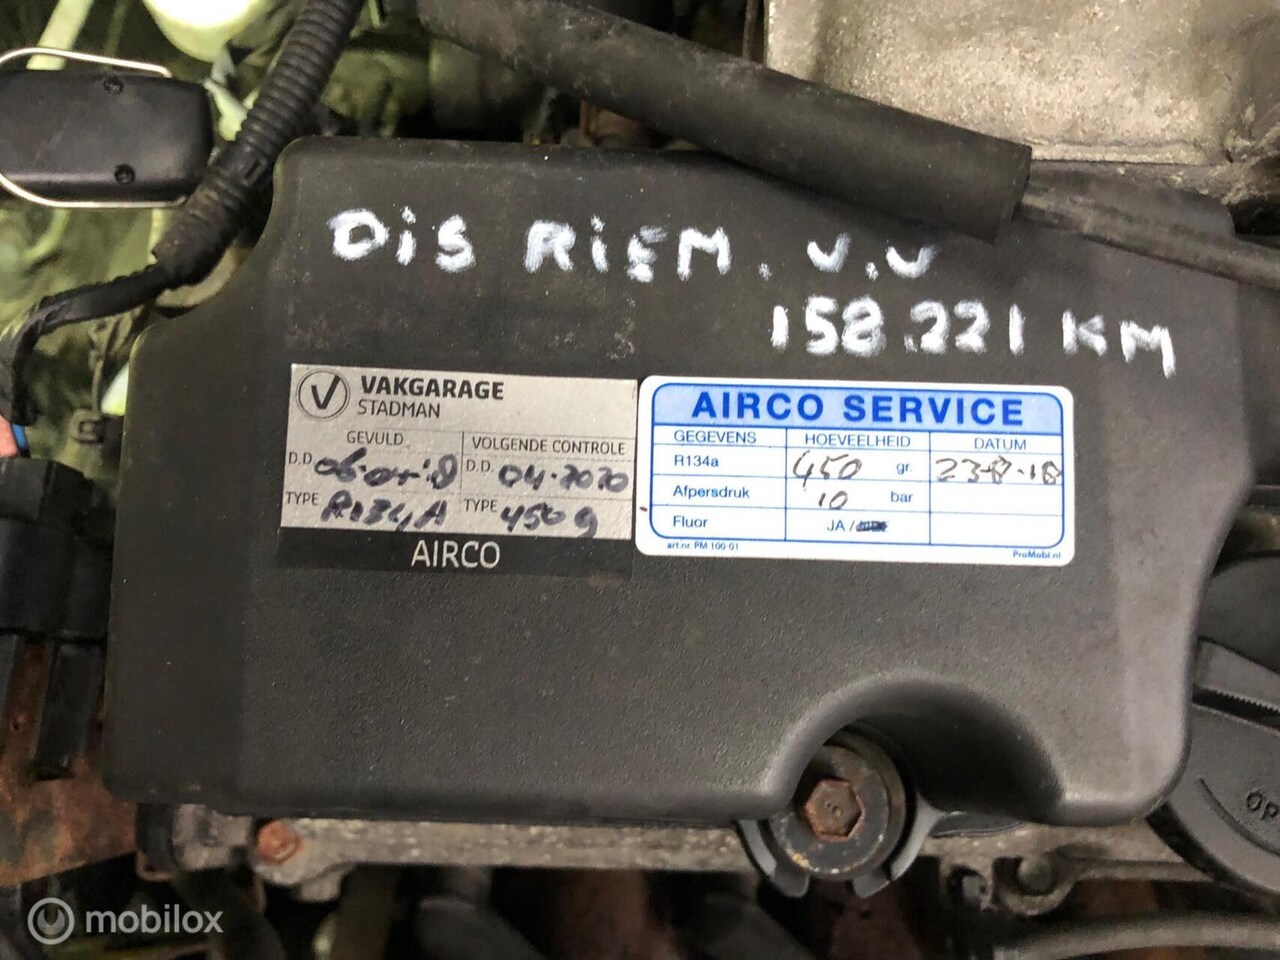 DiS RiEM. V.V
158.221 KM
V VAKGARAGE
STADMAN
GEVULD VOLGENDE CONTROLE
D.D. D.D. 04-2020
TYPE R134A TYPE 450g
AIRCO
AIRCO SERVICE
GEGEVENS HOEVEELHEID DATUM
R134a 450 gr. 23-8-18
Afpersdruk 10 bar
Fluor JA /
art.nr. PM 100 01 ProMobi.nl
OP
V mobilox